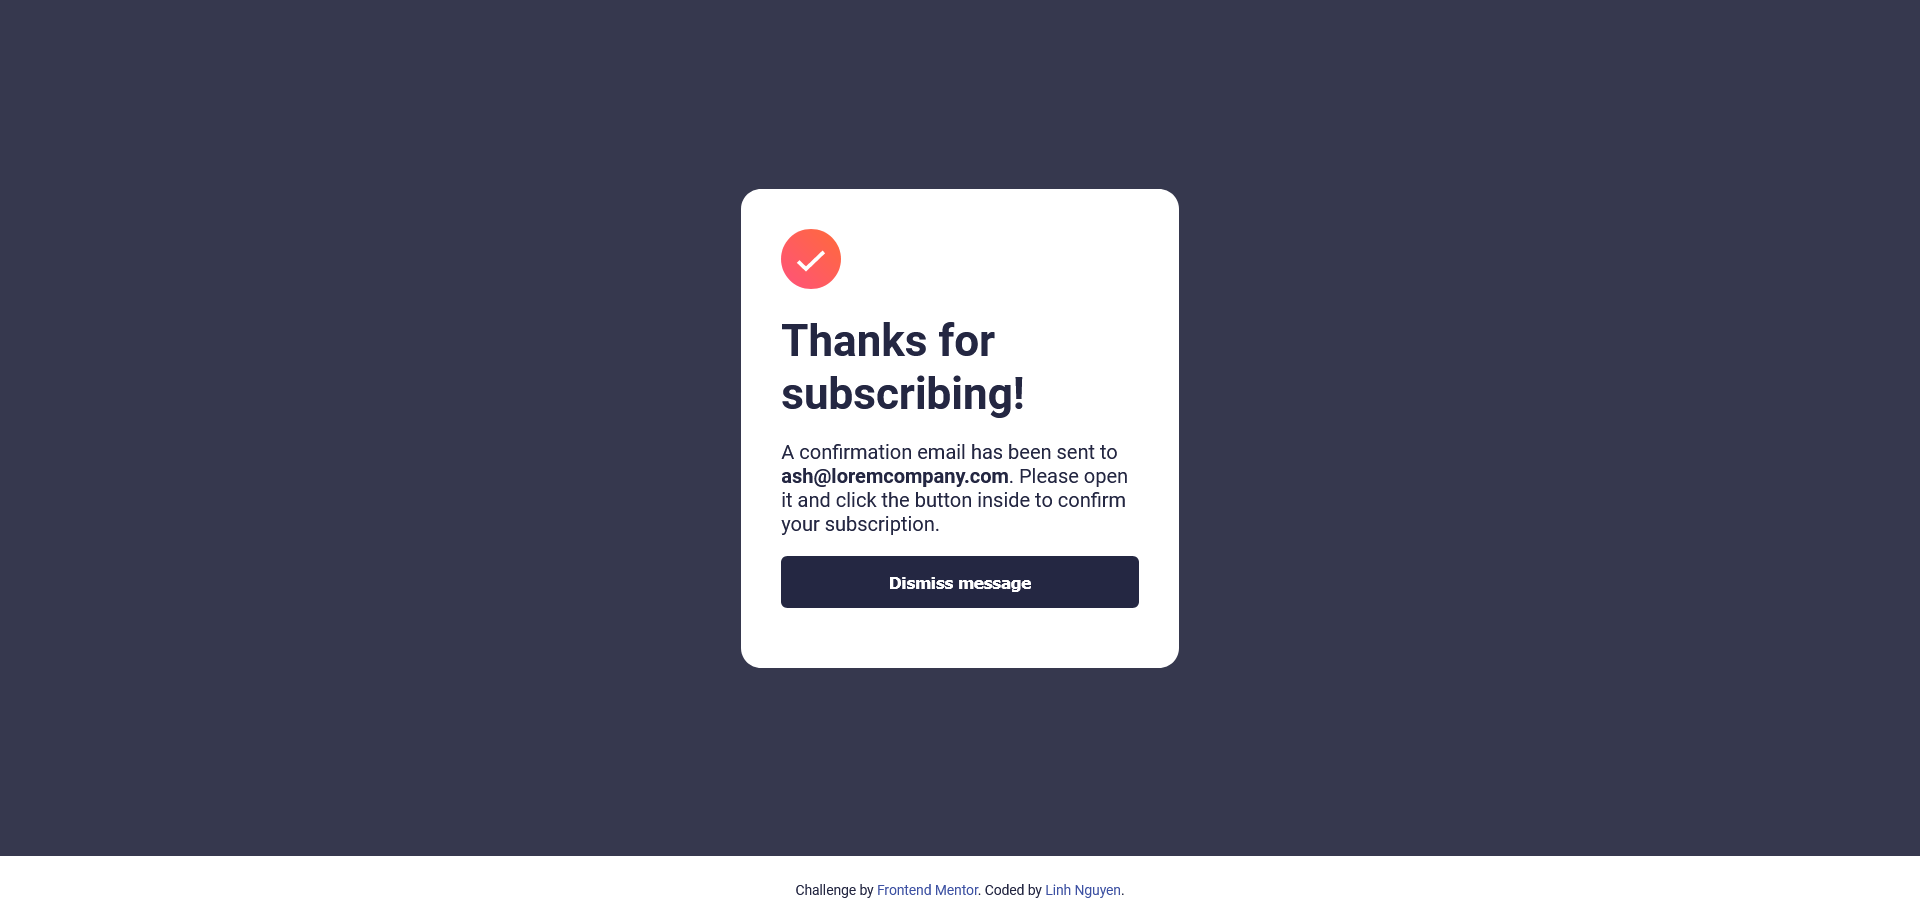 Thanks for
subscribing!
A confirmation email has been sent to
ash@loremcompany.com. Please open
it and click the button inside to confirm
your subscription.
Dismiss message
Challenge by Frontend Mentor. Coded by Linh Nguyen.